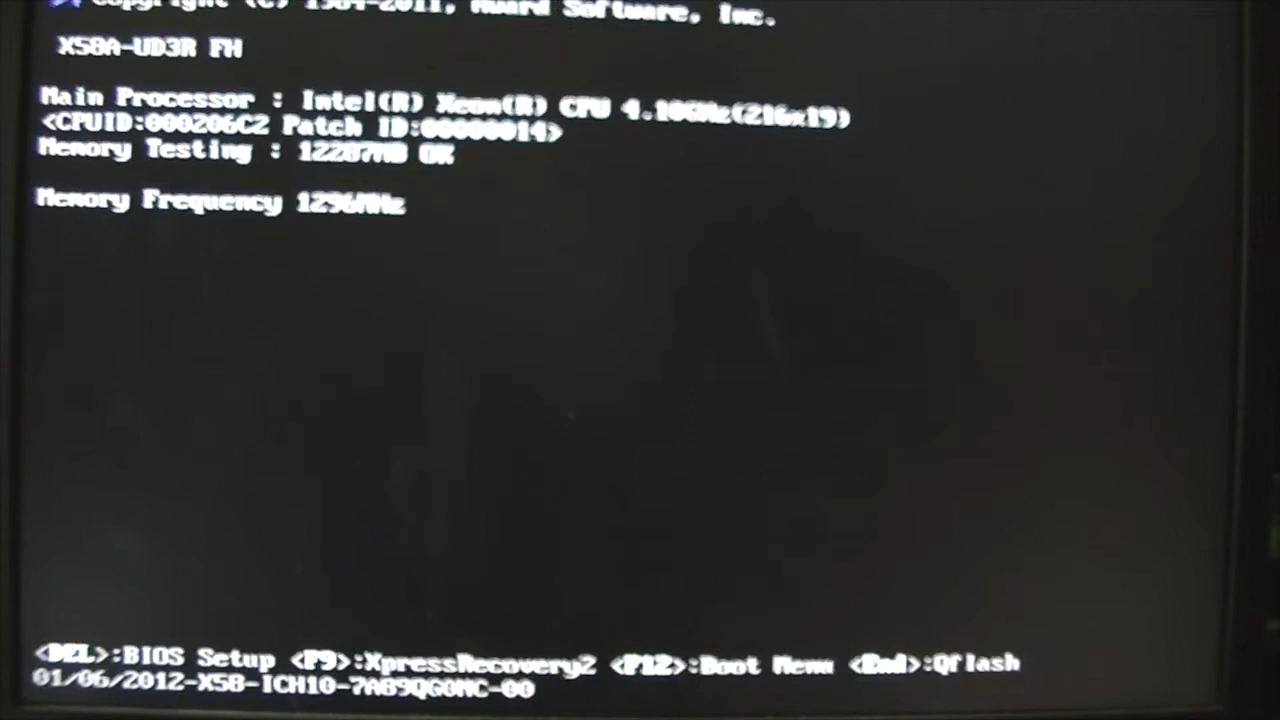 Copyright (C) 1984-2011, Award Software, Inc.
X58A-UD3R FH
Main Processor : Intel(R) Xeon(R) CPU 4.10GHz(216x19)
<CPUID:000206C2 Patch ID:00000014>
Memory Testing : 12287MB OK
Memory Frequency 1296MHz
<DEL>:BIOS Setup <F9>:XpressRecovery2 <F12>:Boot Menu <End>:Qflash
01/06/2012-X58-ICH10-7A89QG0MC-00